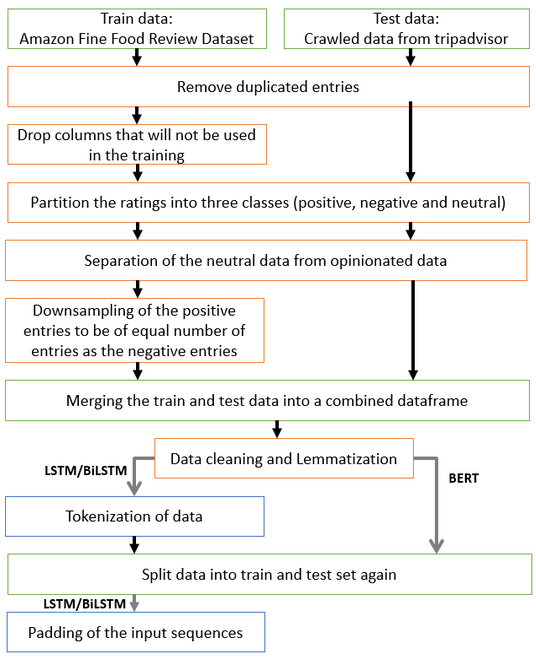 Train data:
Amazon Fine Food Review Dataset
Test data:
Crawled data from tripadvisor
Remove duplicated entries
Drop columns that will not be used
in the training
Partition the ratings into three classes (positive, negative and neutral)
Separation of the neutral data from opinionated data
Downsampling of the positive
entries to be of equal number of
entries as the negative entries
Merging the train and test data into a combined dataframe
Data cleaning and Lemmatization
LSTM/BiLSTM
BERT
Tokenization of data
Split data into train and test set again
LSTM/BiLSTM
Padding of the input sequences